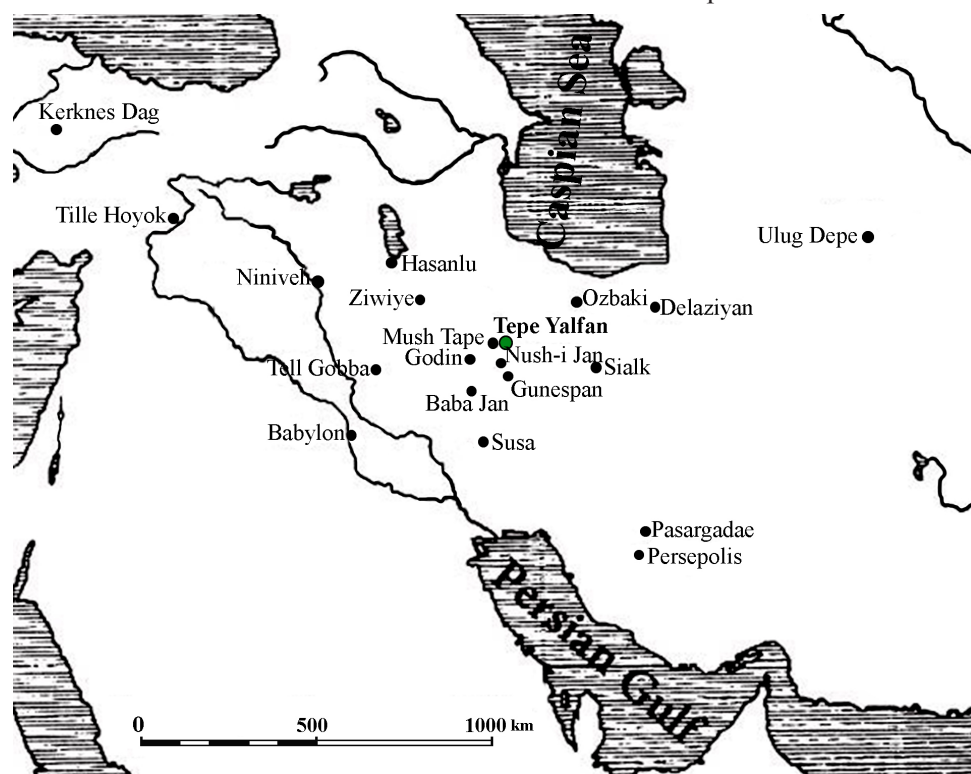 Kerknes Dag
Caspian Sea
Tille Hoyok
Ulug Depe
Hasanlu
Niniveh
Ziwiye
Ozbaki
Delaziyan
Tepe Yalfan
Mush Tape
Nush-i Jan
Godin
Sialk
Tell Gobba
Gunespan
Baba Jan
Babylon
Susa
Pasargadae
Persepolis
Persian Gulf
0 500 1000 km